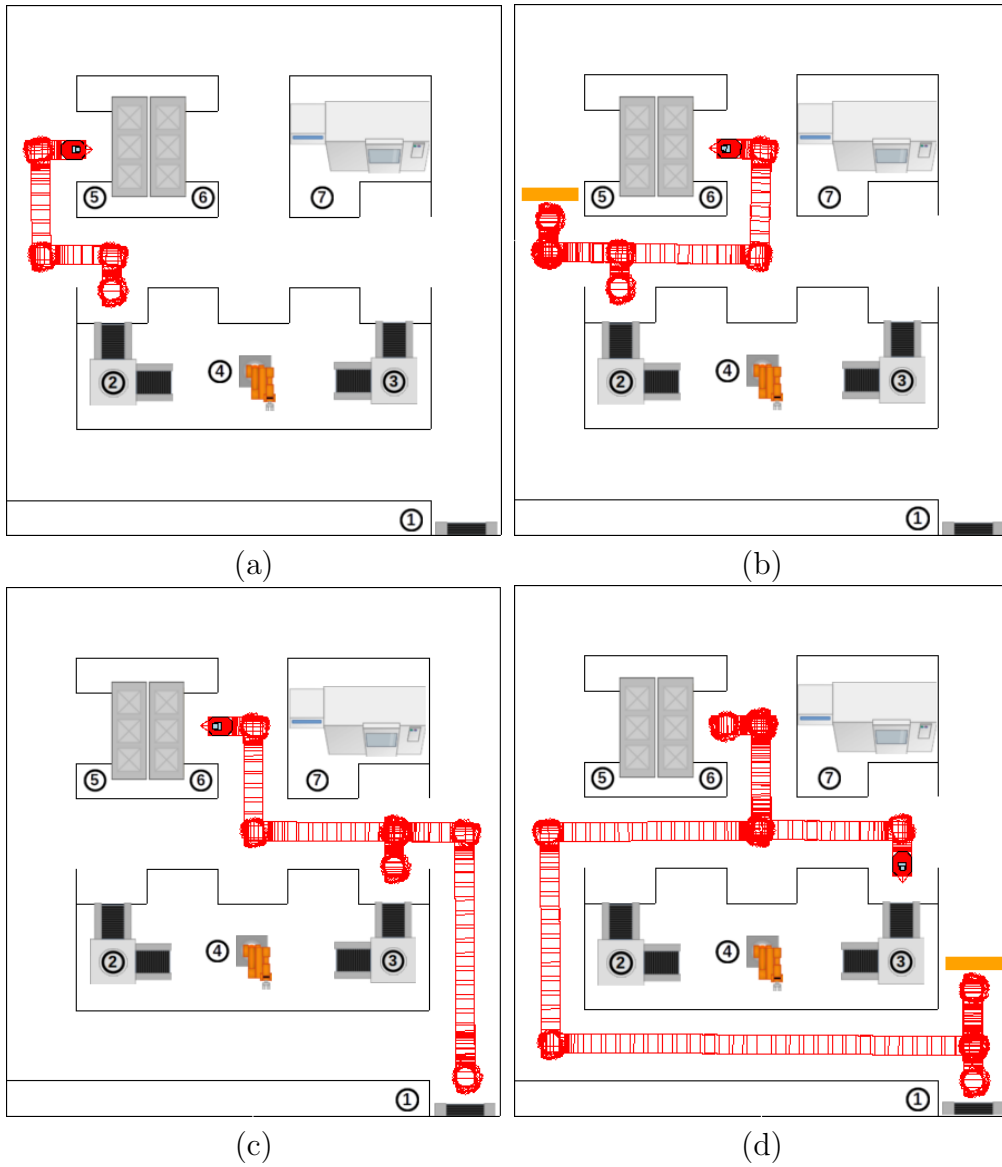 ⑤ ⑥ ⑦
② ④ ③
①
(a)
⑤ ⑥ ⑦
② ④ ③
①
(b)
⑤ ⑥ ⑦
② ④ ③
①
(c)
⑤ ⑥ ⑦
② ④ ③
①
(d)